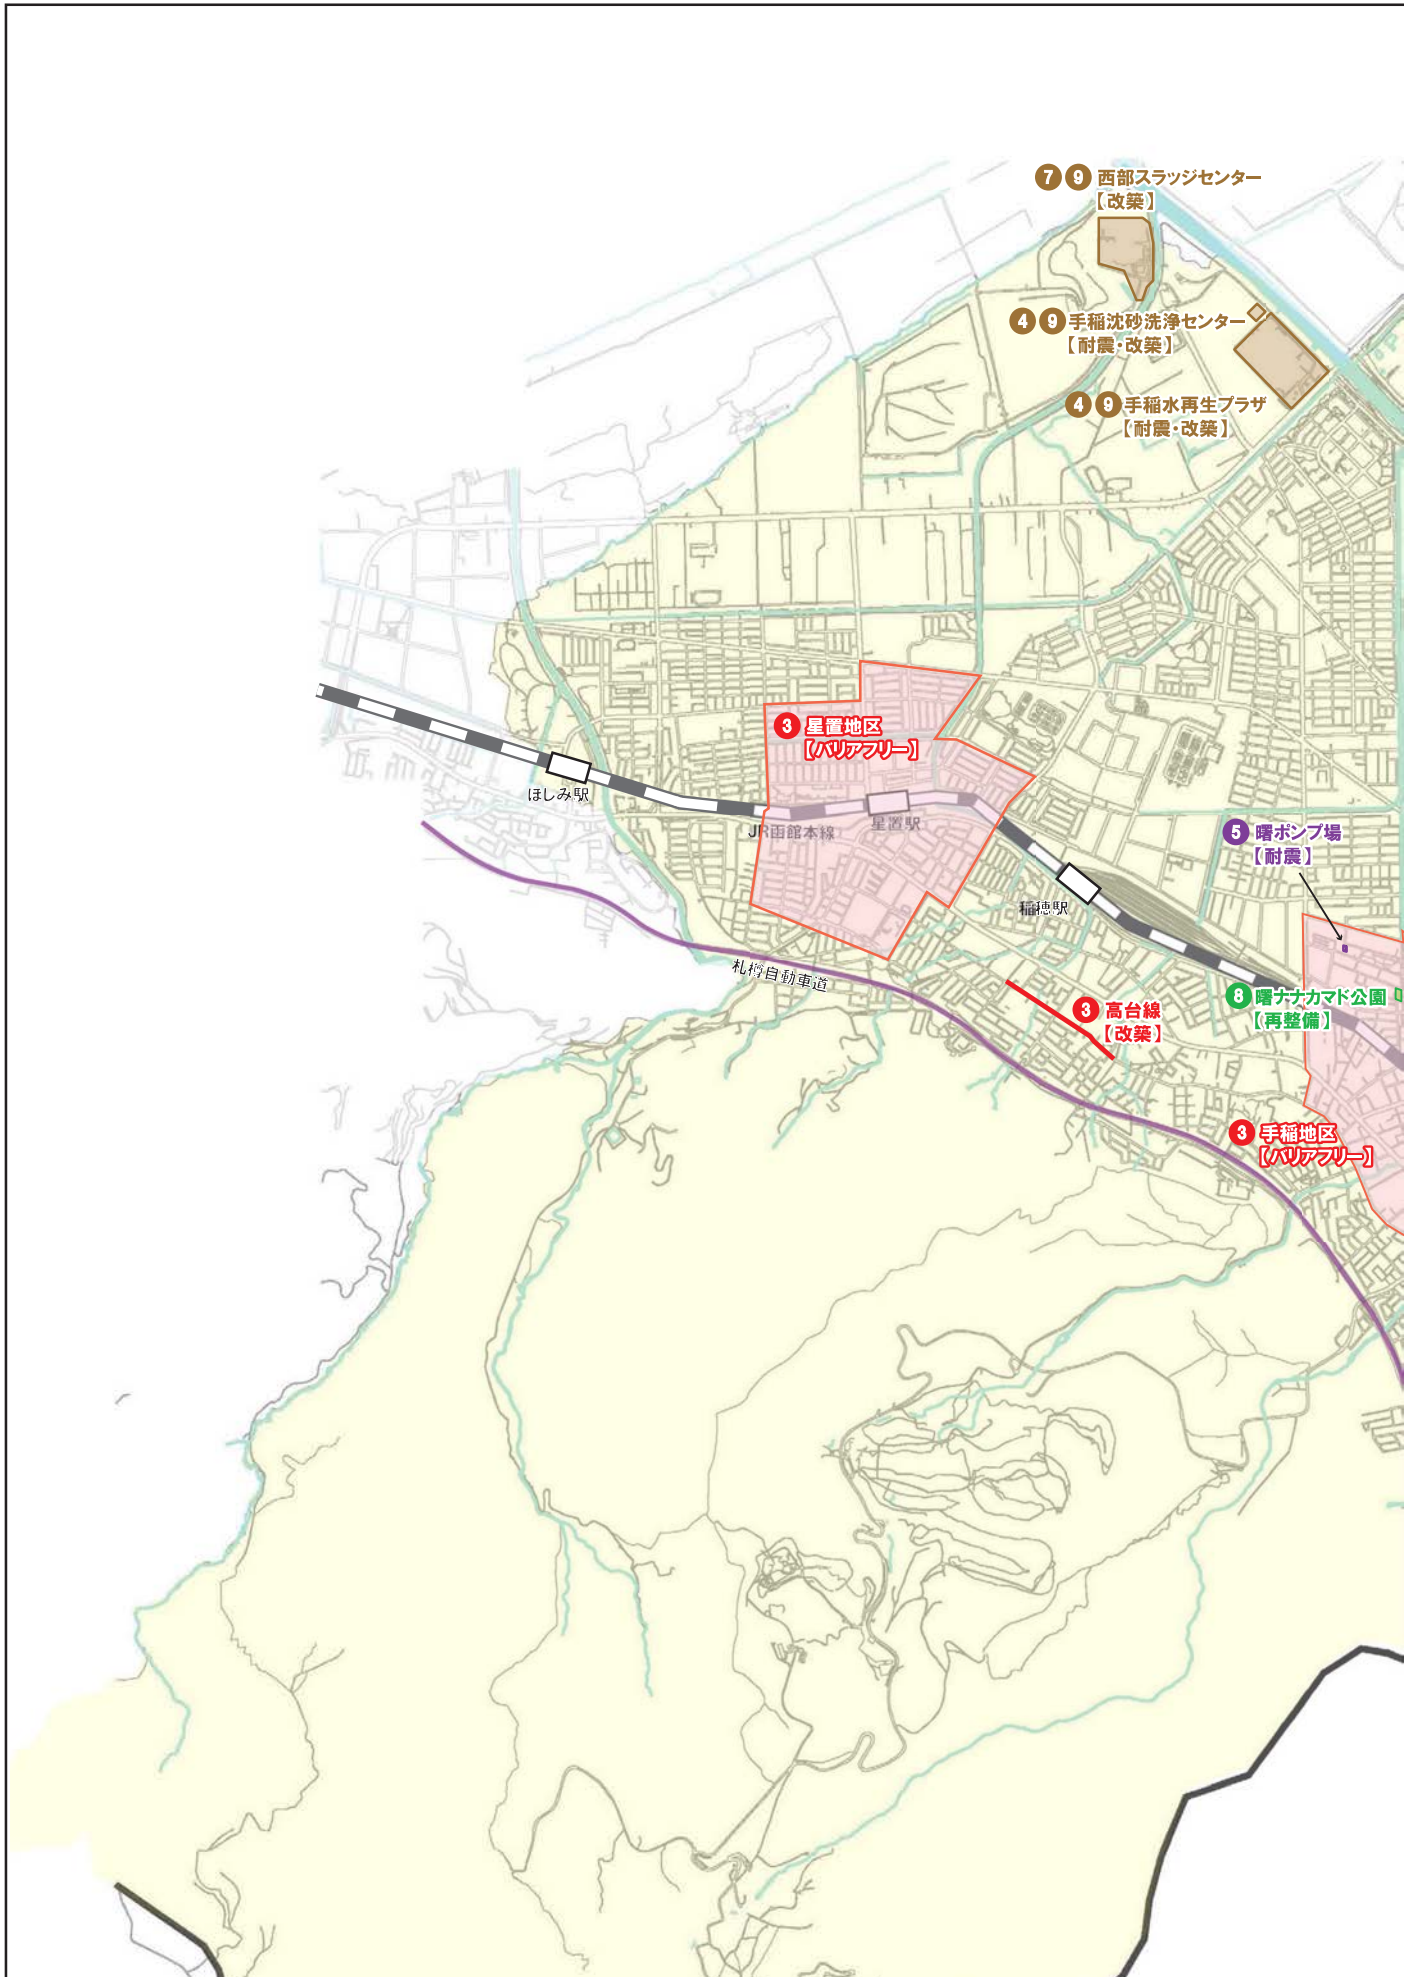 7 9 西部スラッジセンター
【改築】
4 9 手稲沈砂洗浄センター
【耐震・改築】
4 9 手稲水再生プラザ
【耐震・改築】
3 星置地区
【バリアフリー】
ほしみ駅
JR函館本線
星置駅
5 曙ポンプ場
【耐震】
稲穂駅
札樽自動車道
8 曙ナナカマド公園
【再整備】
3 高台線
【改築】
3 手稲地区
【バリアフリー】